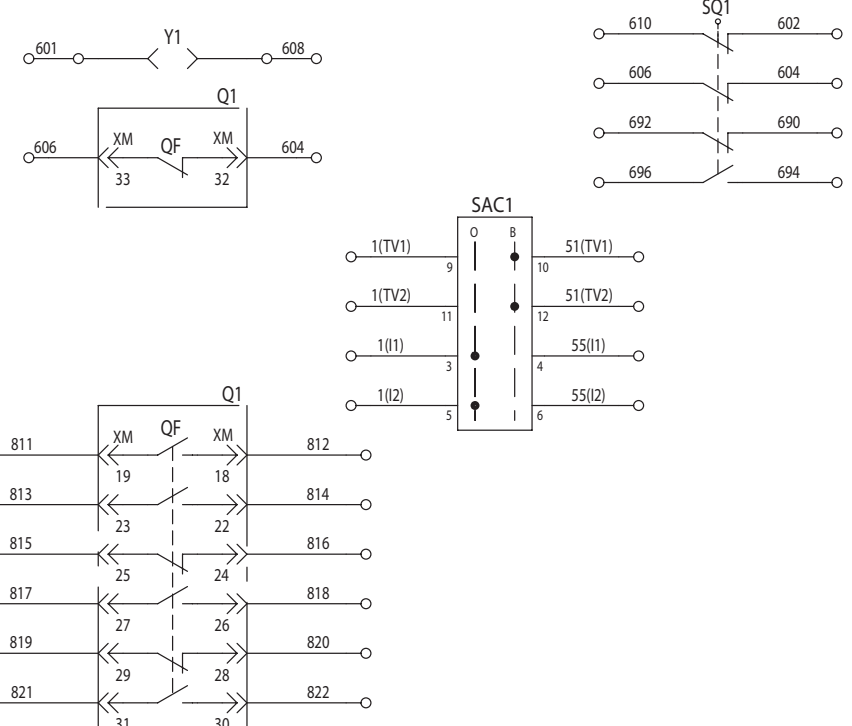 SQ1
610 602
601 Y1 608
606 604
Q1
606 XM QF XM 604
33 32
692 690
696 694
SAC1
O B
1(TV1) 51(TV1)
9 10
1(TV2) 51(TV2)
11 12
1(I1) 55(I1)
3 4
1(I2) 55(I2)
5 6
Q1
811 XM QF XM 812
19 18
813 814
23 22
815 816
25 24
817 818
27 26
819 820
29 28
821 822
31 30